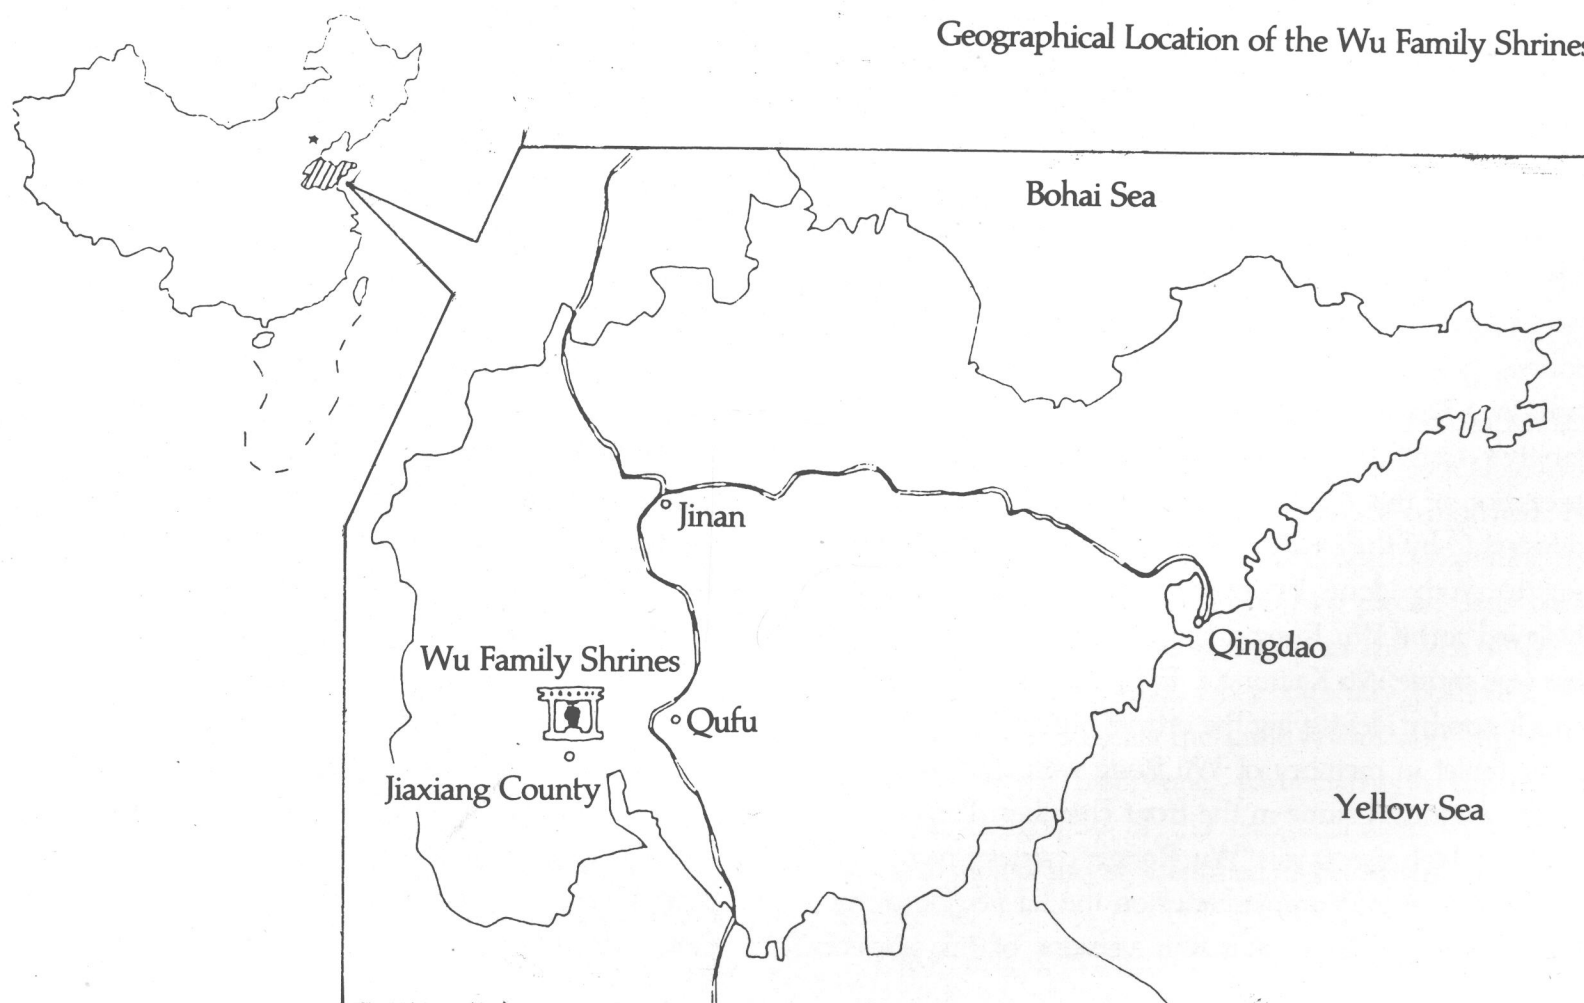 Geographical Location of the Wu Family Shrines
Bohai Sea
Jinan
Wu Family Shrines
Qingdao
Qufu
Jiaxiang County
Yellow Sea